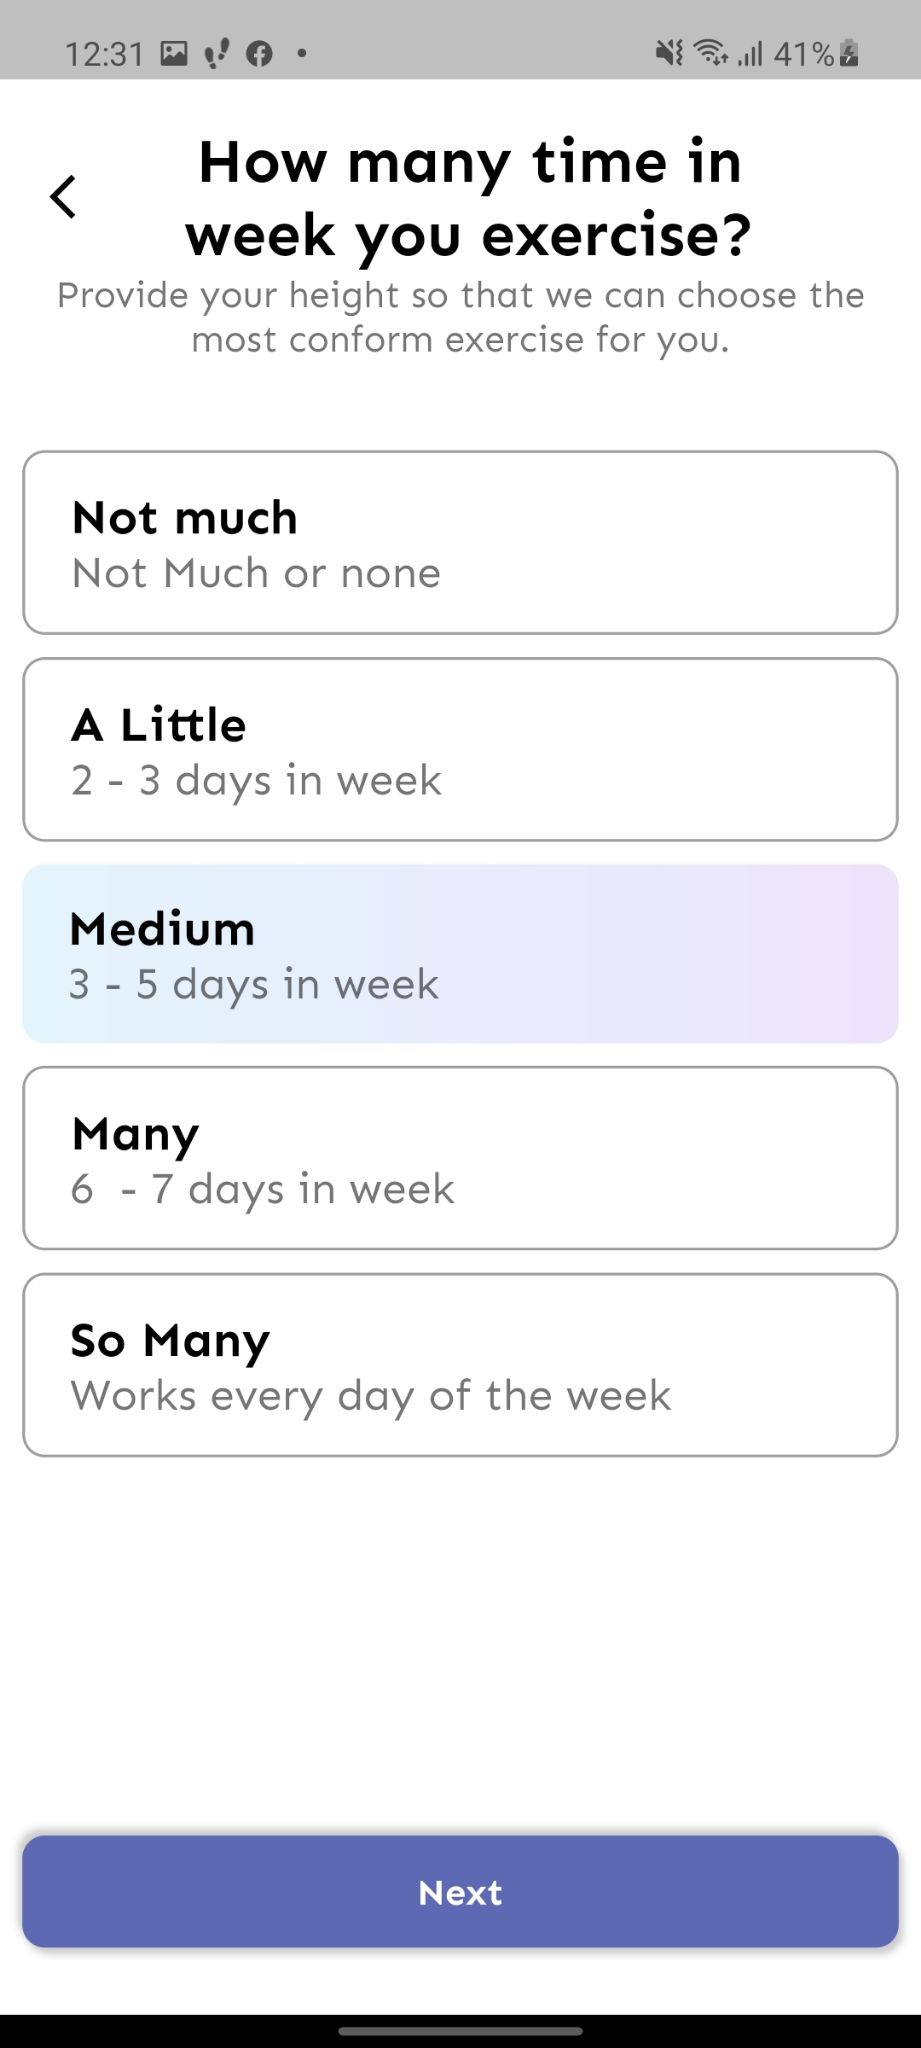 12:31
41%
How many time in
week you exercise?
Provide your height so that we can choose the
most conform exercise for you.
Not much
Not Much or none
A Little
2 - 3 days in week
Medium
3 - 5 days in week
Many
6  - 7 days in week
So Many
Works every day of the week
Next